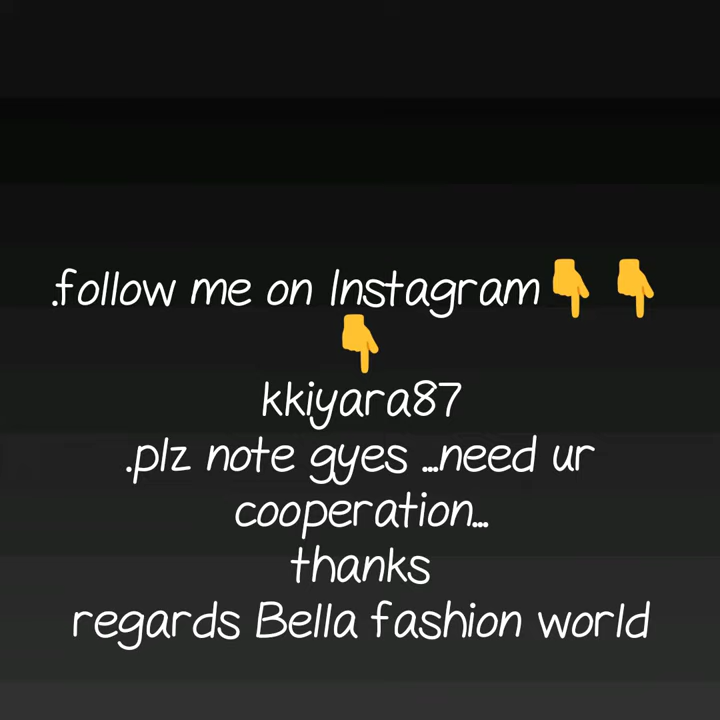 .follow me on Instagram👇 👇
👇
kkiyara87
.plz note gyes ...need ur
cooperation...
thanks
regards Bella fashion world